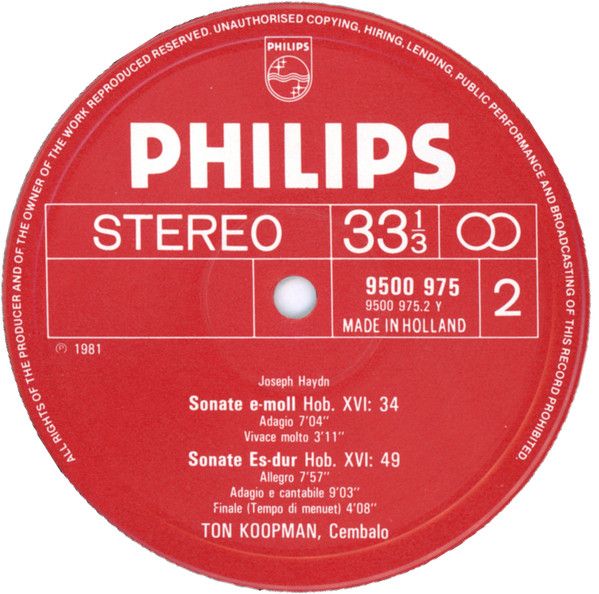 ALL RIGHTS OF THE PRODUCER AND OF THE OWNER OF THE WORK REPRODUCED RESERVED. UNAUTHORISED COPYING, HIRING, LENDING, PUBLIC PERFORMANCE AND BROADCASTING OF THIS RECORD PROHIBITED.
PHILIPS
PHILIPS
STEREO 33 1/3
9500 975
9500 975.2 Y
MADE IN HOLLAND
2
℗ 1981
Joseph Haydn
Sonate e-moll Hob. XVI: 34
Adagio 7'04"
Vivace molto 3'11"
Sonate Es-dur Hob. XVI: 49
Allegro 7'57"
Adagio e cantabile 9'03"
Finale (Tempo di menuet) 4'08"
TON KOOPMAN, Cembalo